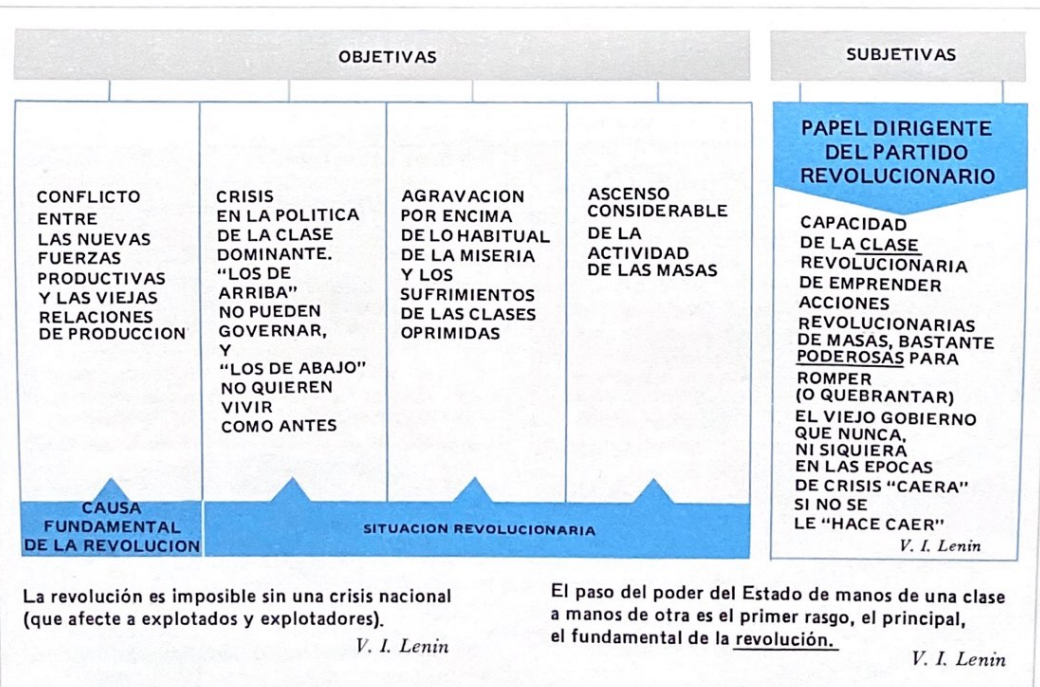 OBJETIVAS
SUBJETIVAS
CONFLICTO
ENTRE
LAS NUEVAS
FUERZAS
PRODUCTIVAS
Y LAS VIEJAS
RELACIONES
DE PRODUCCION
CAUSA
FUNDAMENTAL
DE LA REVOLUCION
CRISIS
EN LA POLITICA
DE LA CLASE
DOMINANTE.
“LOS DE
ARRIBA”
NO PUEDEN
GOBERNAR,
Y
“LOS DE ABAJO”
NO QUIEREN
VIVIR
COMO ANTES
AGRAVACION
POR ENCIMA
DE LO HABITUAL
DE LA MISERIA
Y LOS
SUFRIMIENTOS
DE LAS CLASES
OPRIMIDAS
ASCENSO
CONSIDERABLE
DE LA
ACTIVIDAD
DE LAS MASAS
SITUACION REVOLUCIONARIA
PAPEL DIRIGENTE
DEL PARTIDO
REVOLUCIONARIO
CAPACIDAD
DE LA CLASE
REVOLUCIONARIA
DE EMPRENDER
ACCIONES
REVOLUCIONARIAS
DE MASAS, BASTANTE
PODEROSAS PARA
ROMPER
(O QUEBRANTAR)
EL VIEJO GOBIERNO
QUE NUNCA,
NI SIQUIERA
EN LAS EPOCAS
DE CRISIS “CAERA”
SI NO SE
LE “HACE CAER”
V. I. Lenin
La revolución es imposible sin una crisis nacional
(que afecte a explotados y explotadores).
V. I. Lenin
El paso del poder del Estado de manos de una clase
a manos de otra es el primer rasgo, el principal,
el fundamental de la revolución.
V. I. Lenin